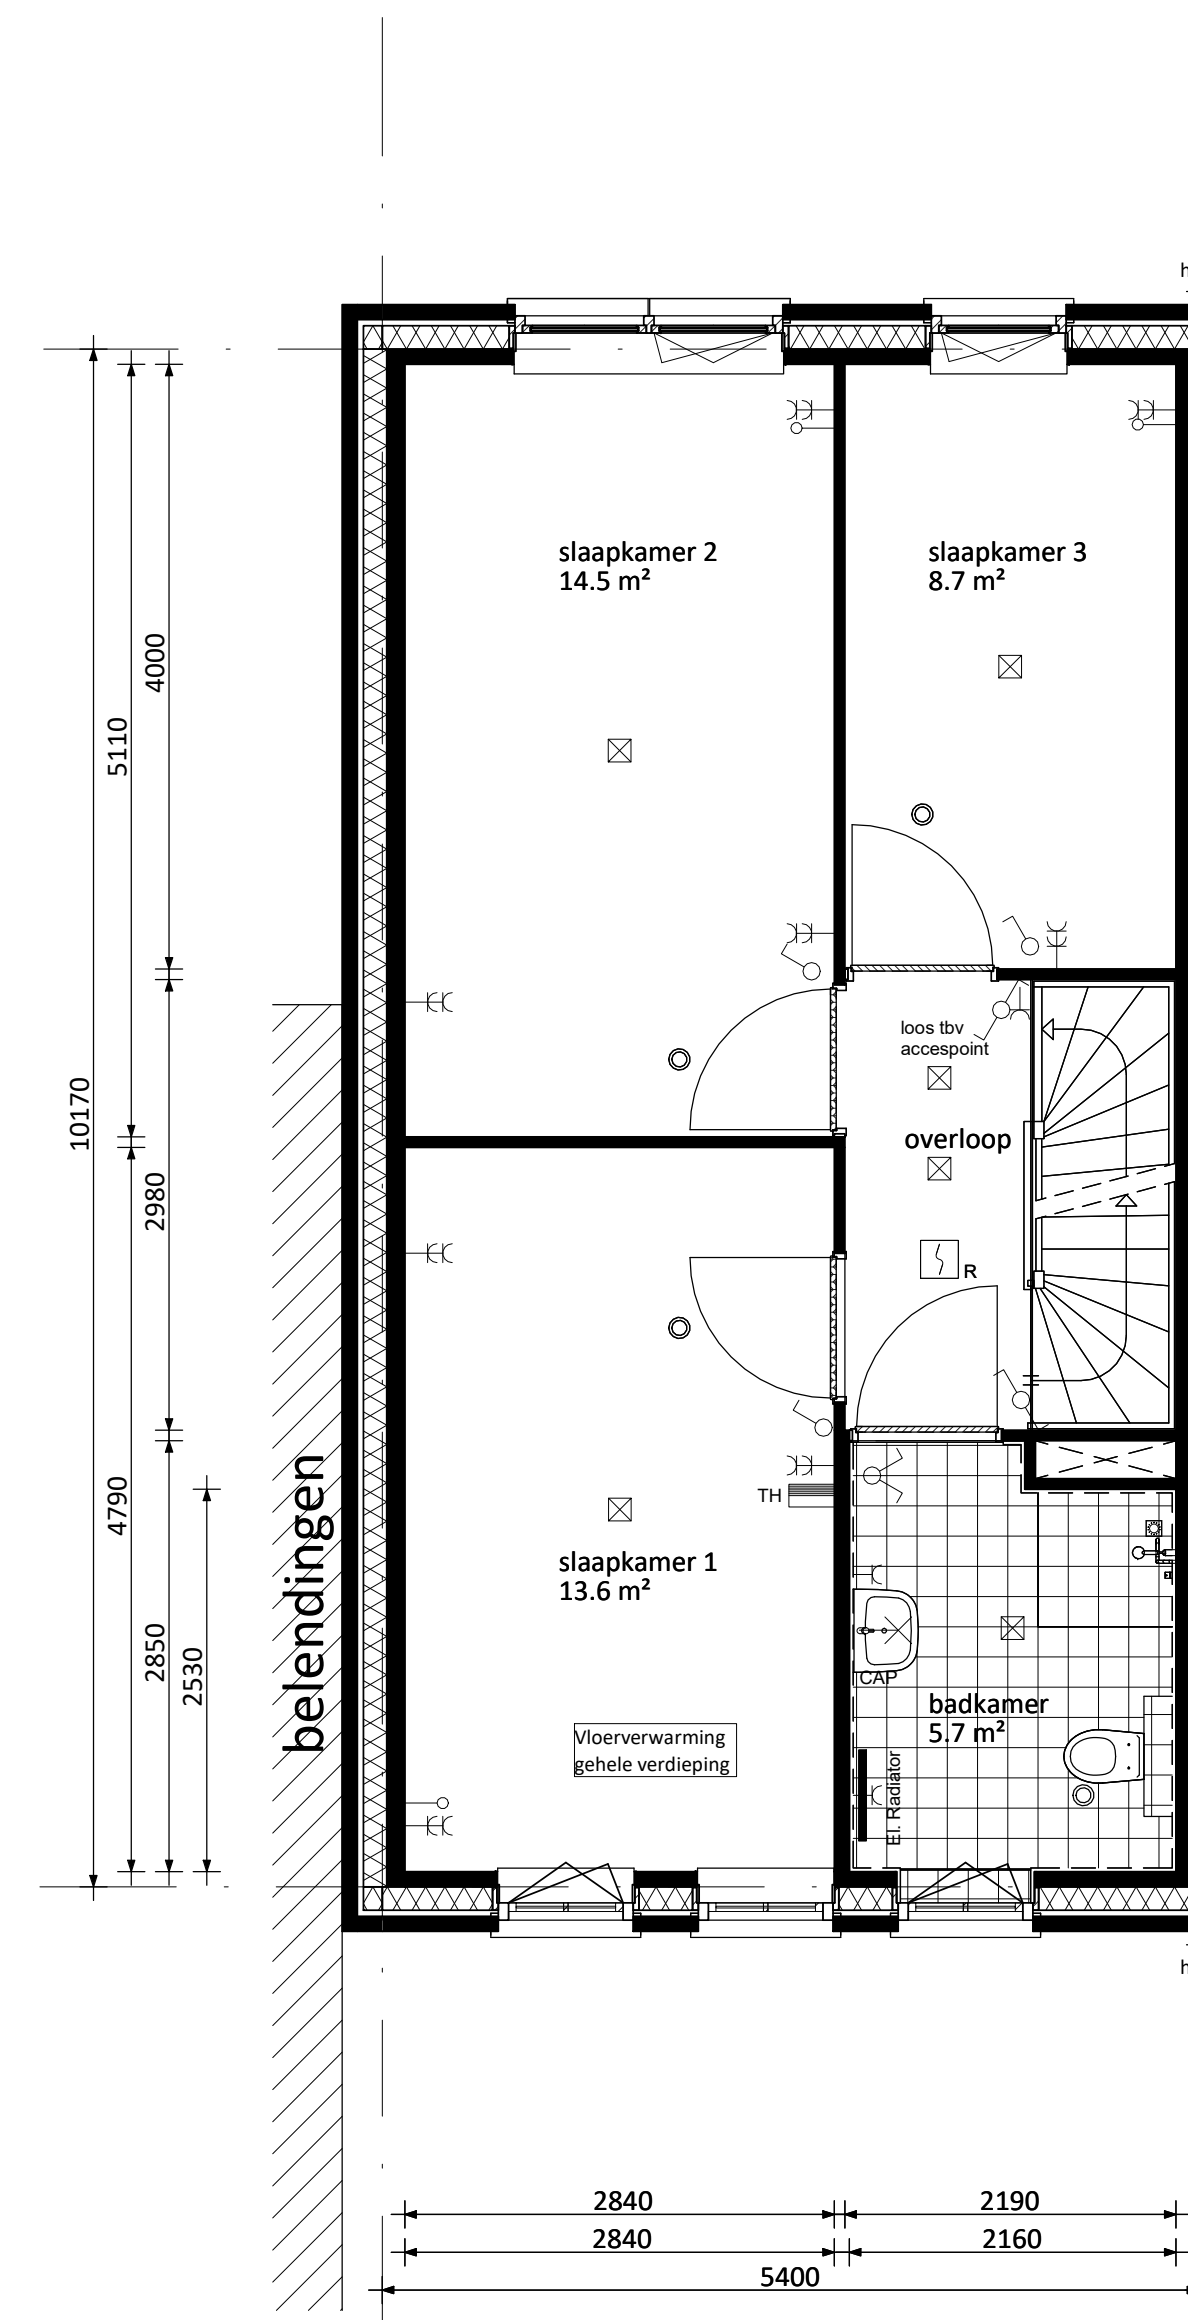 h
slaapkamer 2
14.5 m²
slaapkamer 3
8.7 m²
4000
5110
10170
2980
4790
2850
2530
belendingen
loos tbv
accespoint
overloop
R
TH
slaapkamer 1
13.6 m²
CAP
badkamer
5.7 m²
Vloerverwarming
gehele verdieping
El. Radiator
h
2840
2190
2840
2160
5400